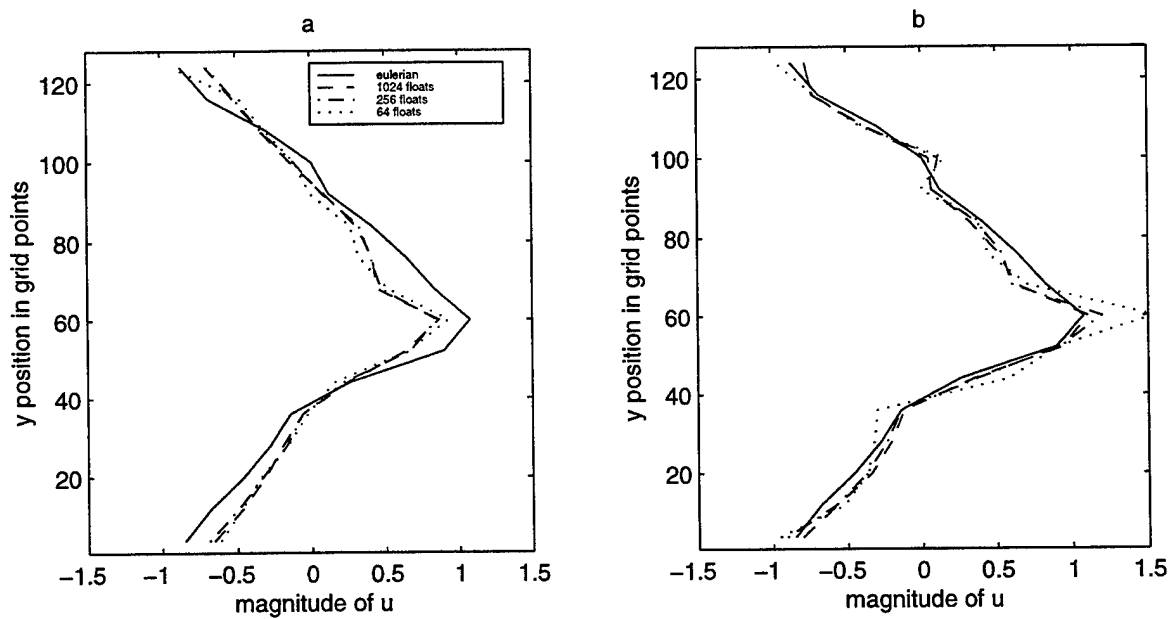 a
eulerian
1024 floats
256 floats
64 floats
120
100
80
60
40
20
y position in grid points
−1.5
−1
−0.5
0
0.5
1
1.5
magnitude of u
b
120
100
80
60
40
20
y position in grid points
−1.5
−1
−0.5
0
0.5
1
1.5
magnitude of u